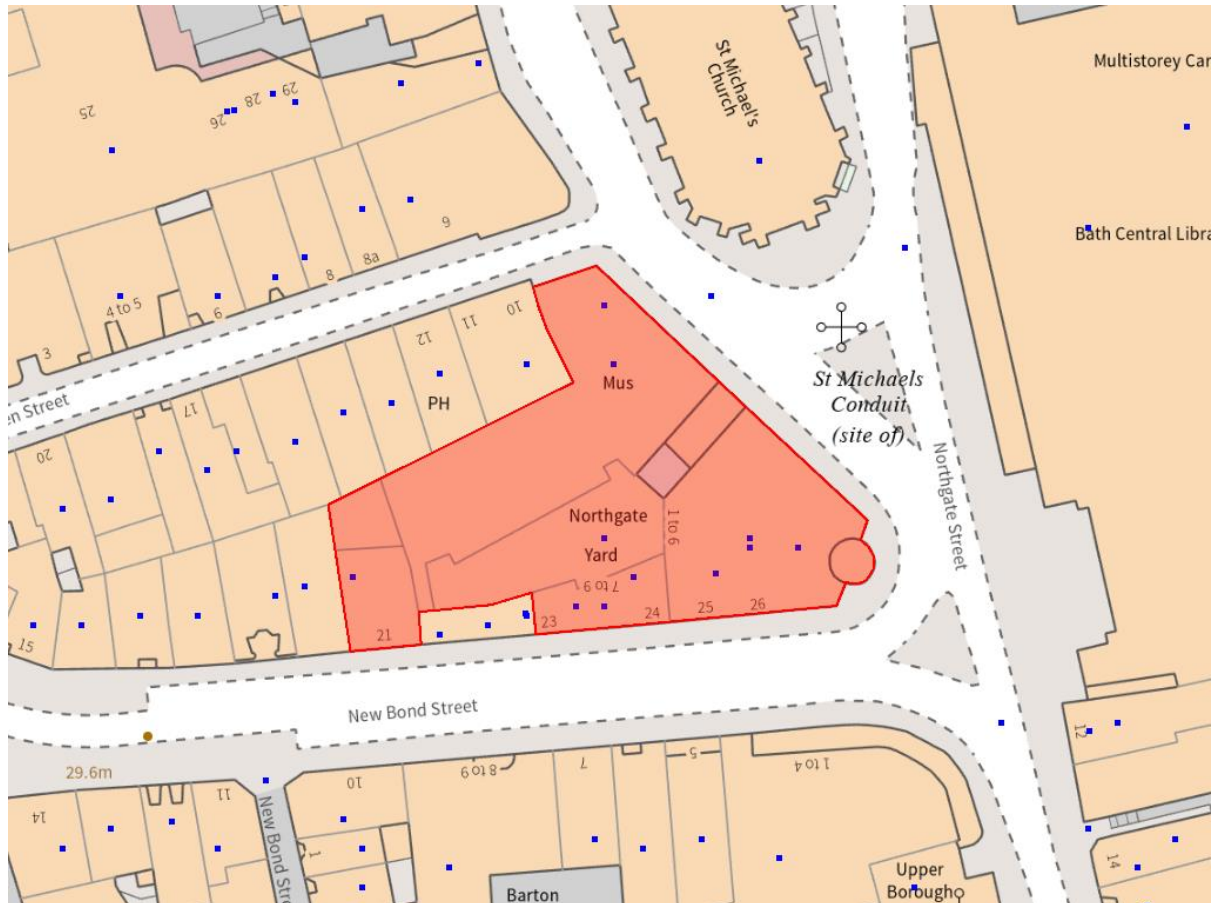 25
26
28
29
St Michael's
Church
Multistorey Car
Bath Central Libra
3
4 to 5
6
8
8a
9
en Street
20
17
12
11
10
PH
Mus
St Michaels
Conduit
(site of)
Northgate Street
Northgate
Yard
1 to 6
7 to 9
15
21
23
24
25
26
New Bond Street
29.6m
14
11
10
8 to 9
7
5
1 to 4
12
New Bond Stre
1
Barton
Upper
Borough
14